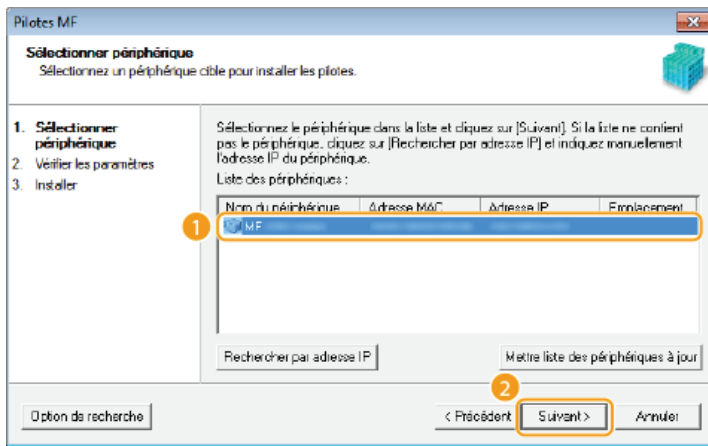 Pilotes MF
Sélectionner périphérique
Sélectionnez un périphérique cible pour installer les pilotes.
1. Sélectionner
périphérique
2. Vérifier les paramètres
3. Installer
Sélectionnez le périphérique dans la liste et cliquez sur [Suivant]. Si la liste ne contient
pas le périphérique, cliquez sur [Rechercher par adresse IP] et indiquez manuellement
l'adresse IP du périphérique.
Liste des périphériques :
Nom du périphérique Adresse MAC Adresse IP Emplacement
1 MF
Rechercher par adresse IP Mettre liste des périphériques à jour
2
Option de recherche < Précédent Suivant > Annuler